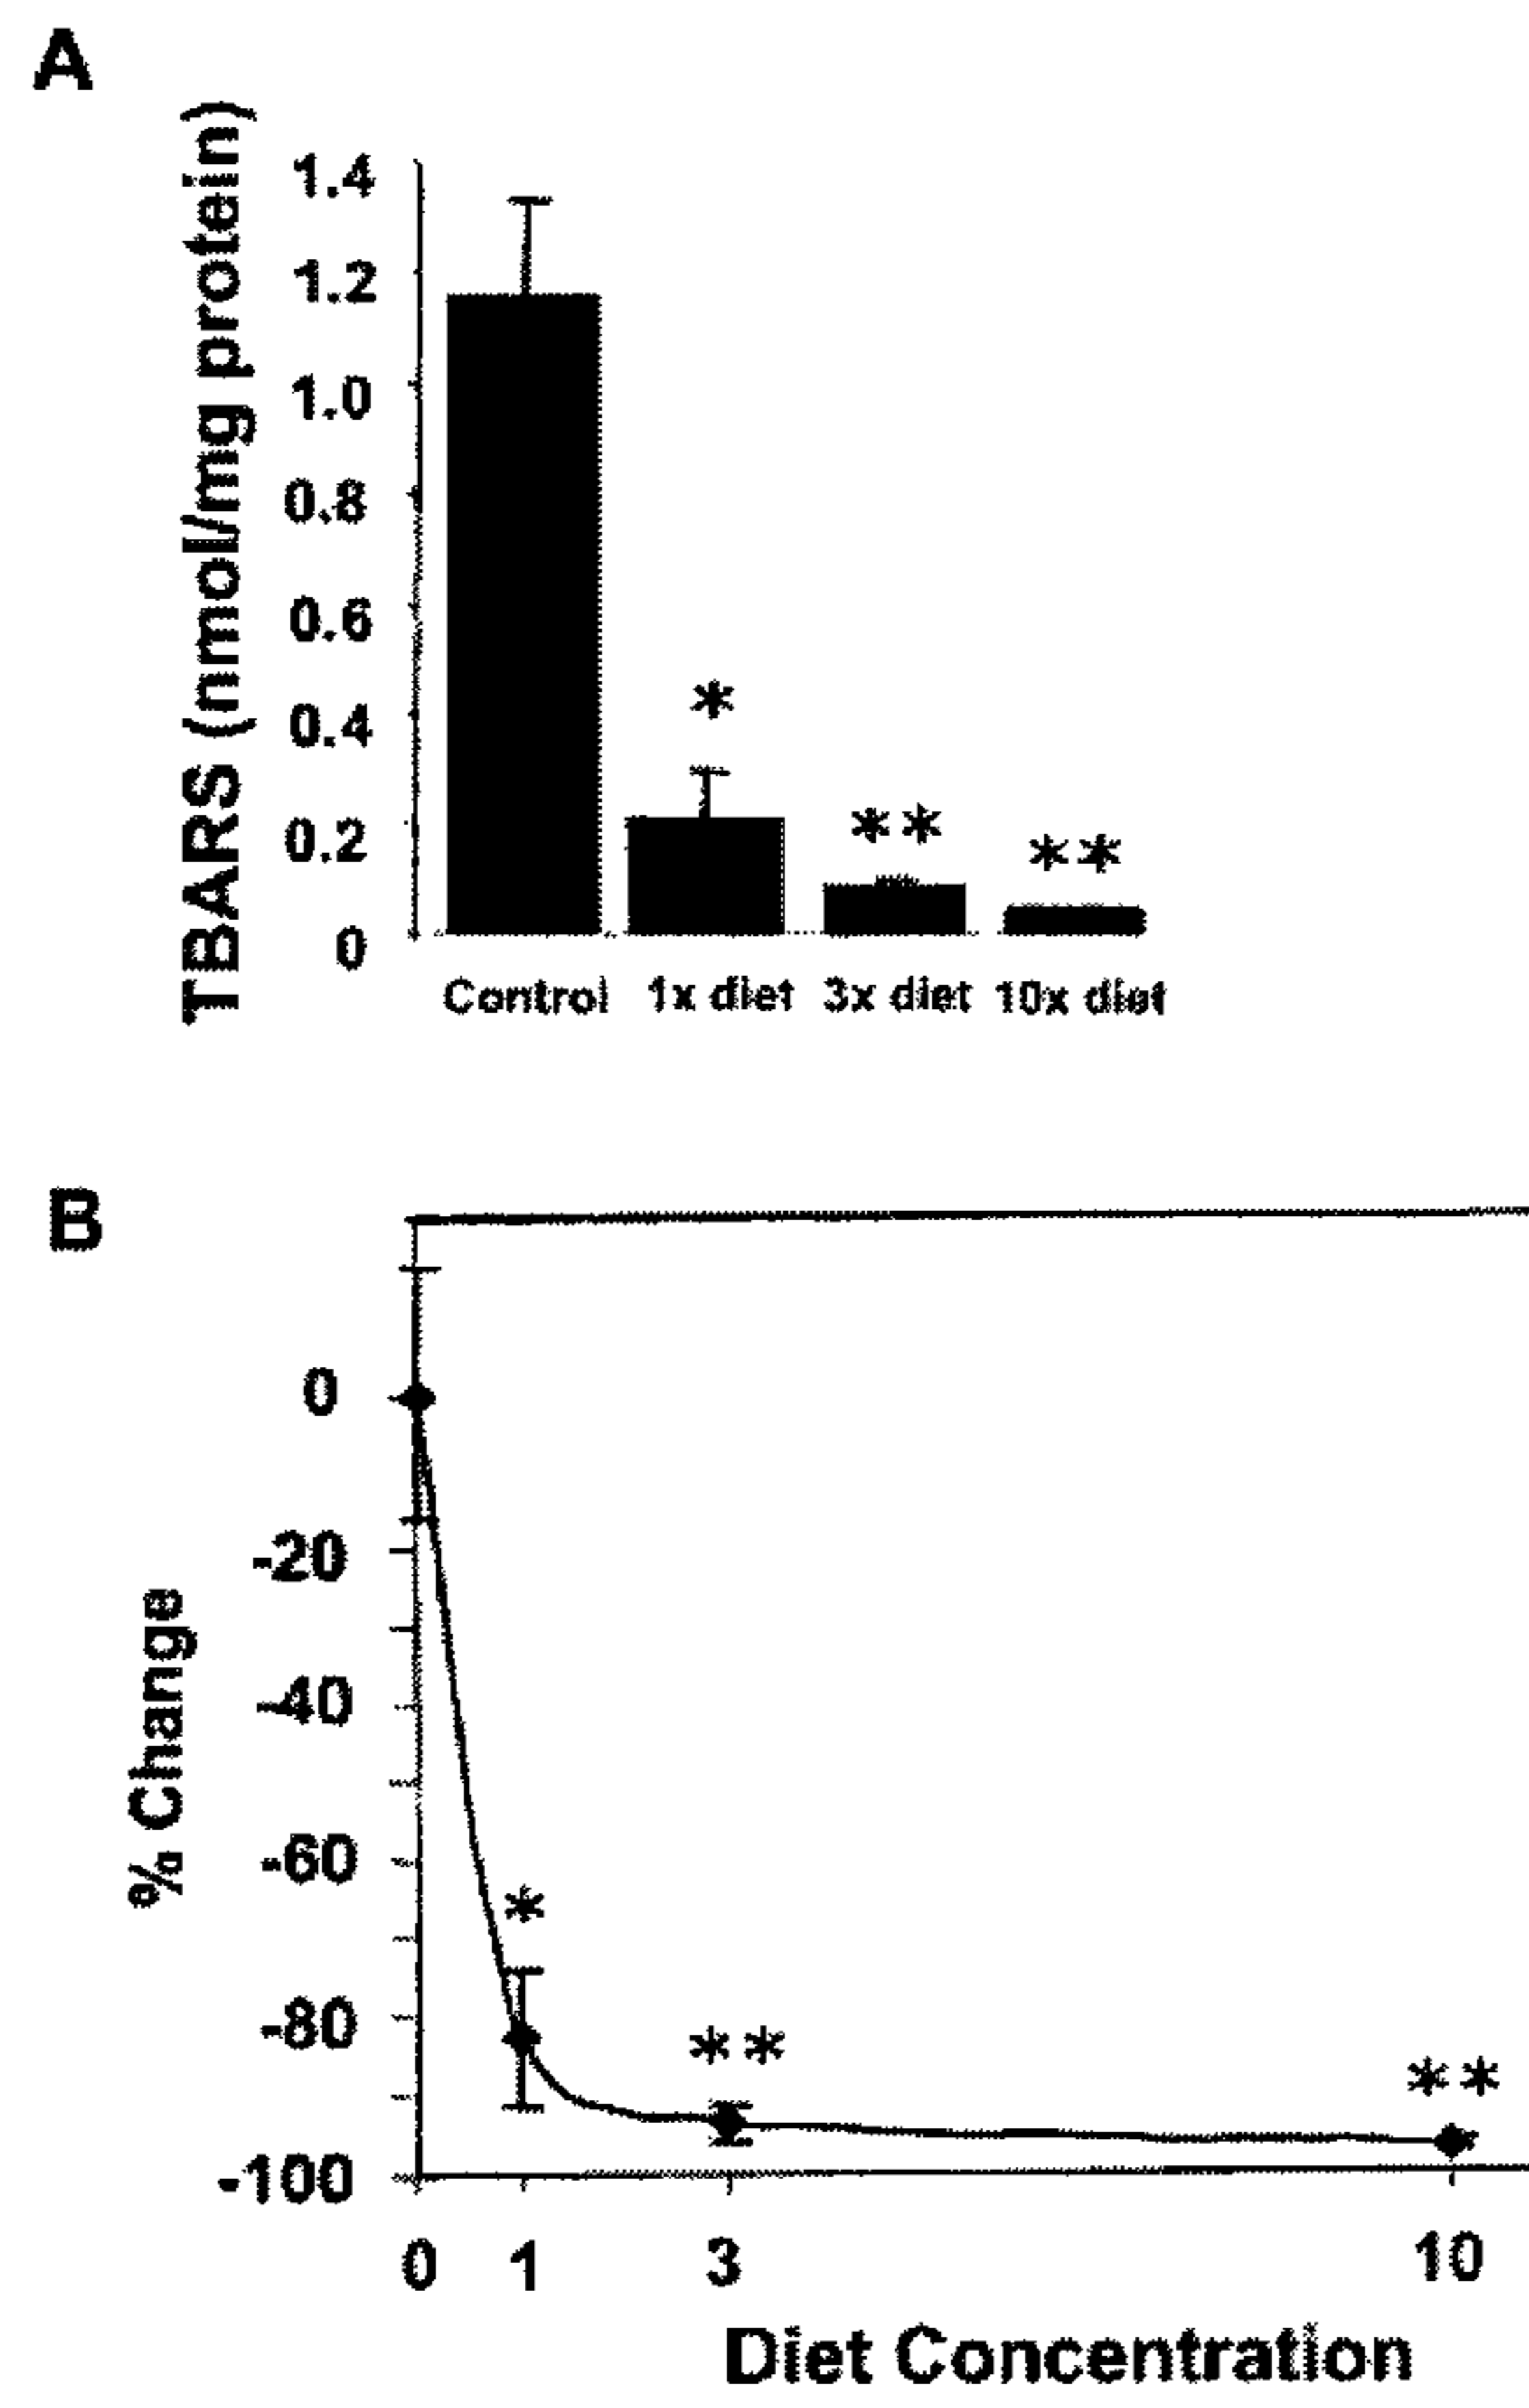 A
TBARS (nmol/mg protein)
1.4
1.2
1.0
0.8
0.6
0.4
0.2
0
*
**
**
Control 1x diet 3x diet 10x diet
B
% Change
0
-20
-40
-60
-80
-100
*
**
**
0 1 3 10
Diet Concentration